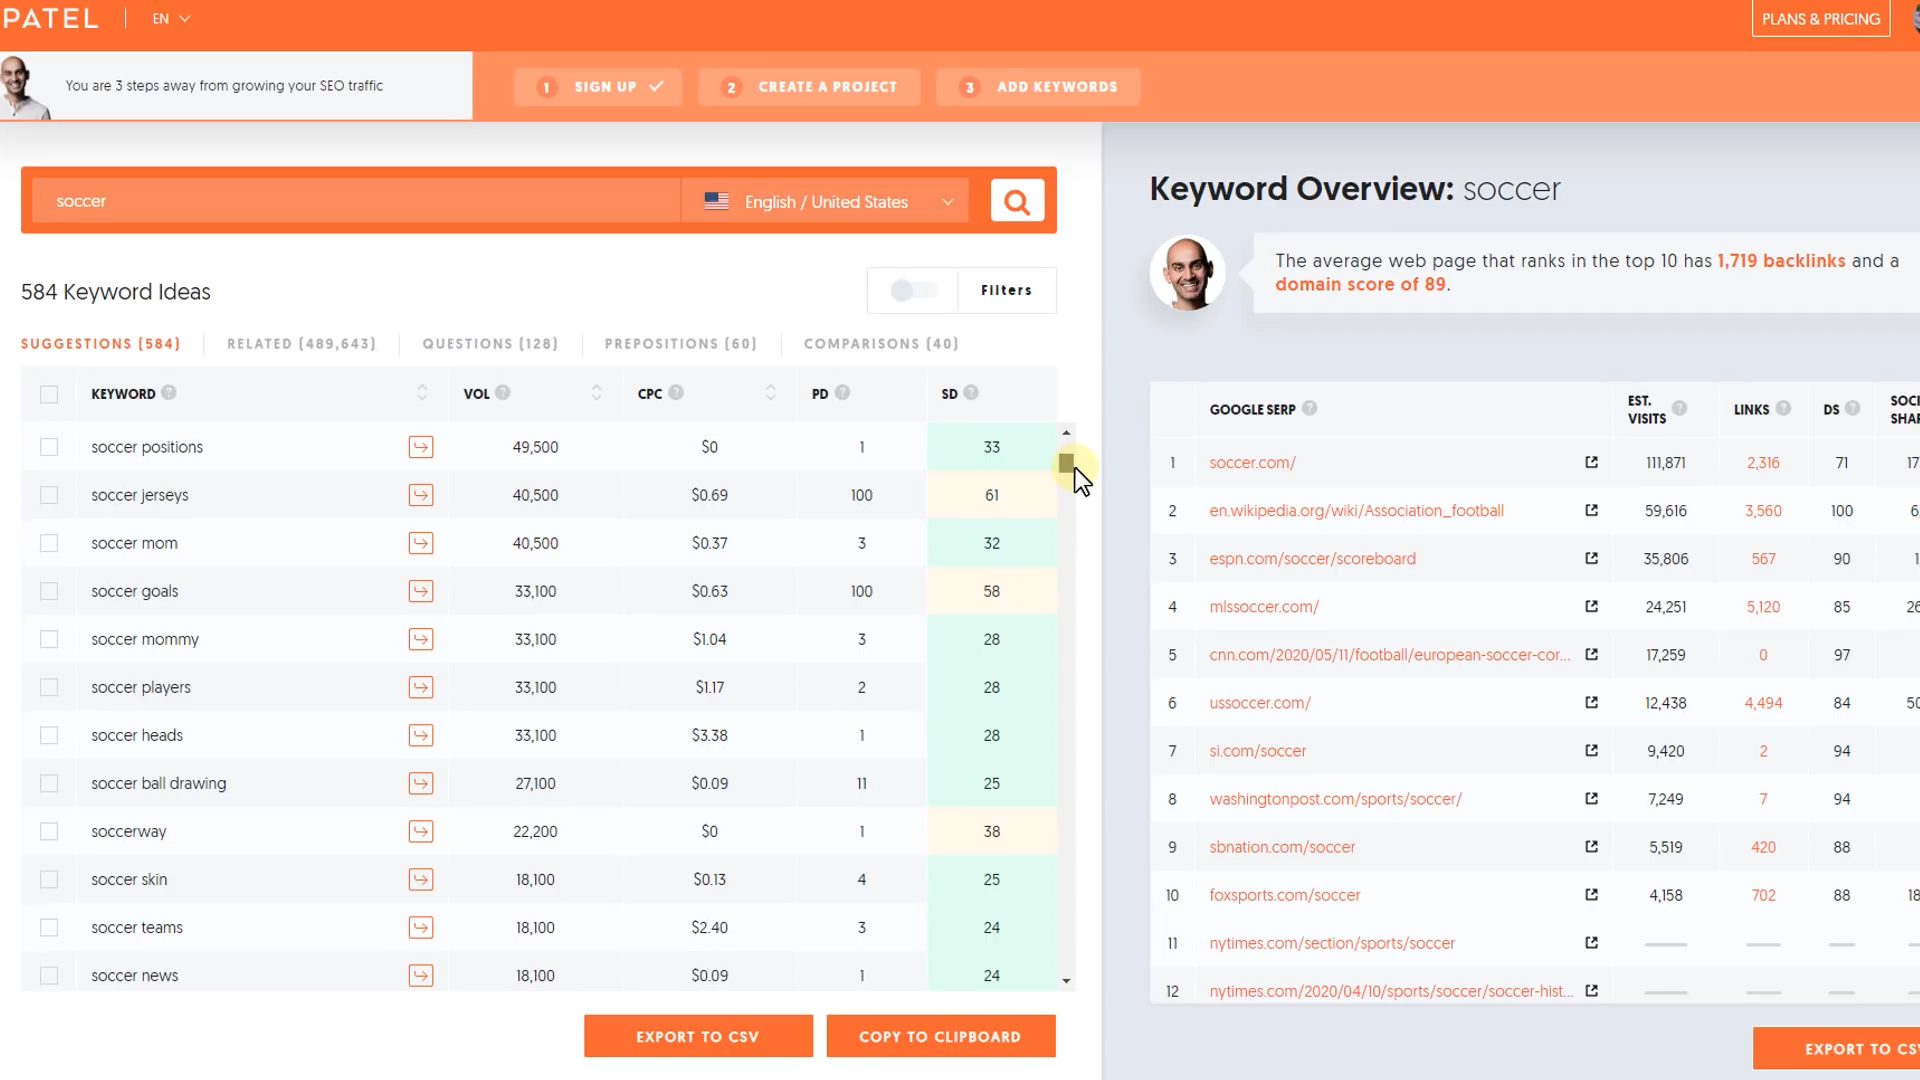 PATEL
EN
PLANS & PRICING
You are 3 steps away from growing your SEO traffic
1 SIGN UP
2 CREATE A PROJECT
3 ADD KEYWORDS
soccer
English / United States
584 Keyword Ideas
Filters
SUGGESTIONS (584)
RELATED (489,643)
QUESTIONS (128)
PREPOSITIONS (60)
COMPARISONS (40)
KEYWORD ? VOL ? CPC ? PD ? SD ?
soccer positions 49,500 $0 1 33
soccer jerseys 40,500 $0.69 100 61
soccer mom 40,500 $0.37 3 32
soccer goals 33,100 $0.63 100 58
soccer mommy 33,100 $1.04 3 28
soccer players 33,100 $1.17 2 28
soccer heads 33,100 $3.38 1 28
soccer ball drawing 27,100 $0.09 11 25
soccerway 22,200 $0 1 38
soccer skin 18,100 $0.13 4 25
soccer teams 18,100 $2.40 3 24
soccer news 18,100 $0.09 1 24
EXPORT TO CSV
COPY TO CLIPBOARD
Keyword Overview: soccer
The average web page that ranks in the top 10 has 1,719 backlinks and a
domain score of 89.
GOOGLE SERP ? EST. VISITS ? LINKS ? DS ? SOCI SHAR
1 soccer.com/ 111,871 2,316 71 17
2 en.wikipedia.org/wiki/Association_football 59,616 3,560 100 6,
3 espn.com/soccer/scoreboard 35,806 567 90 1
4 mlssoccer.com/ 24,251 5,120 85 26
5 cnn.com/2020/05/11/football/european-soccer-cor... 17,259 0 97
6 ussoccer.com/ 12,438 4,494 84 50
7 si.com/soccer 9,420 2 94
8 washingtonpost.com/sports/soccer/ 7,249 7 94
9 sbnation.com/soccer 5,519 420 88
10 foxsports.com/soccer 4,158 702 88 18
11 nytimes.com/section/sports/soccer
12 nytimes.com/2020/04/10/sports/soccer/soccer-hist...
EXPORT TO CSV